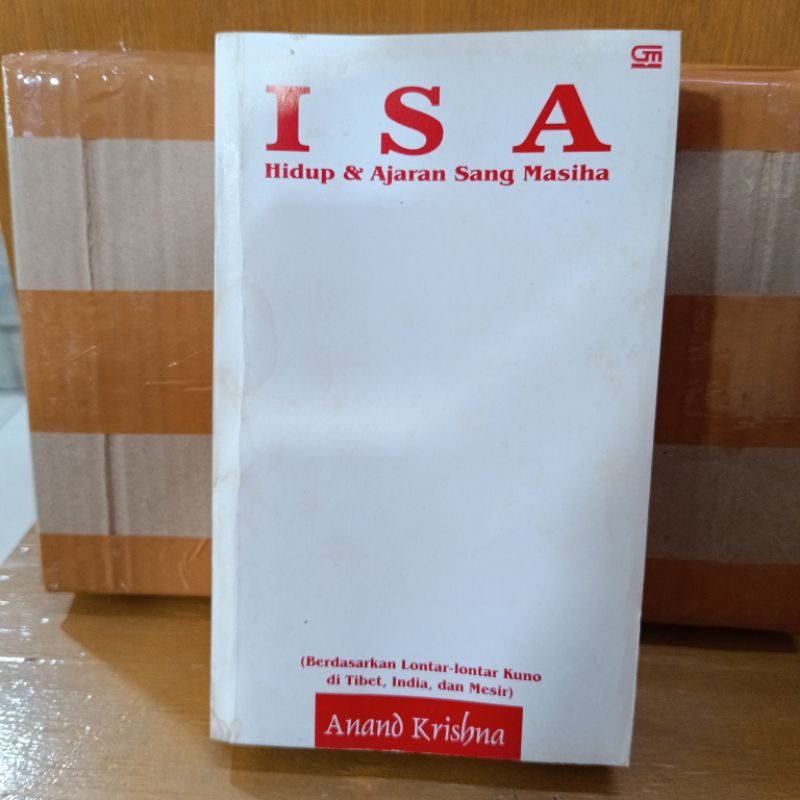 GM
I S A
Hidup & Ajaran Sang Masiha
(Berdasarkan Lontar-lontar Kuno
di Tibet, India, dan Mesir)
Anand Krishna